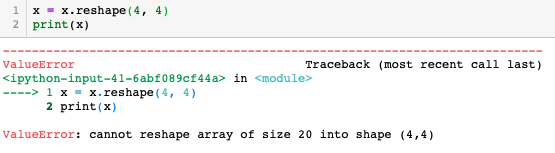 1 x = x.reshape(4, 4)
2 print(x)
---------------------------------------------------------------------------
ValueError                                Traceback (most recent call last)
<ipython-input-41-6abf089cf44a> in <module>
----> 1 x = x.reshape(4, 4)
      2 print(x)
ValueError: cannot reshape array of size 20 into shape (4,4)